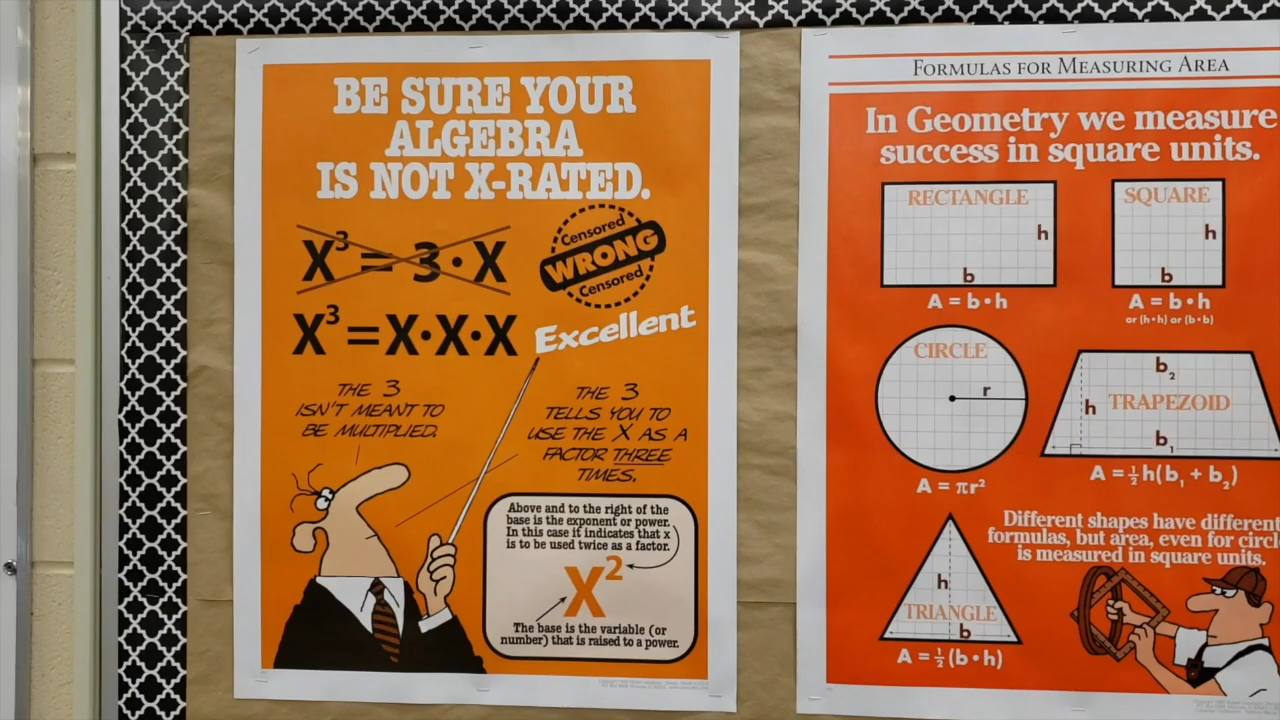 BE SURE YOUR
ALGEBRA
IS NOT X-RATED.
X³ = 3·X
Censored
WRONG
Censored
X³=X·X·X
Excellent
THE 3
ISN'T MEANT TO
BE MULTIPLIED.
THE 3
TELLS YOU TO
USE THE X AS A
FACTOR THREE
TIMES.
Above and to the right of the
base is the exponent or power.
In this case it indicates that x
is to be used twice as a factor.
X²
The base is the variable (or
number) that is raised to a power.
FORMULAS FOR MEASURING AREA
In Geometry we measure
success in square units.
RECTANGLE
h
b
A = b•h
SQUARE
h
b
A = b•h
or (h•h) or (b•b)
CIRCLE
r
A = πr²
b₂
h
TRAPEZOID
b₁
A = ½h(b₁ + b₂)
Different shapes have different
formulas, but area, even for circl
is measured in square units.
h
TRIANGLE
b
A = ½(b•h)